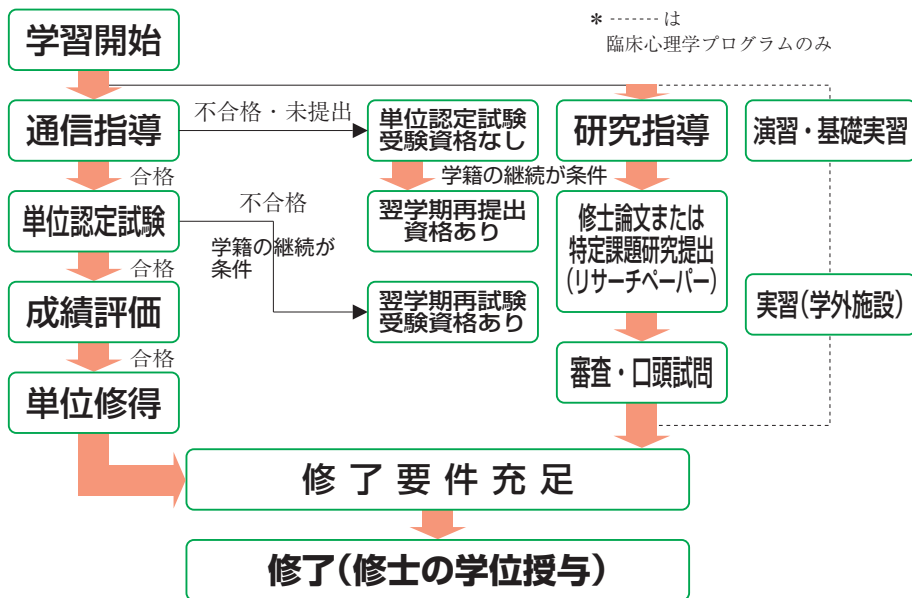 ＊ ------- は
臨床心理学プログラムのみ
学習開始
通信指導
不合格・未提出
単位認定試験
受験資格なし
研究指導
演習・基礎実習
合格
学籍の継続が条件
単位認定試験
不合格
翌学期再提出
資格あり
修士論文または
特定課題研究提出
(リサーチペーパー)
学籍の継続が
条件
合格
成績評価
翌学期再試験
受験資格あり
実習(学外施設)
合格
審査・口頭試問
単位修得
修了要件充足
修了(修士の学位授与)